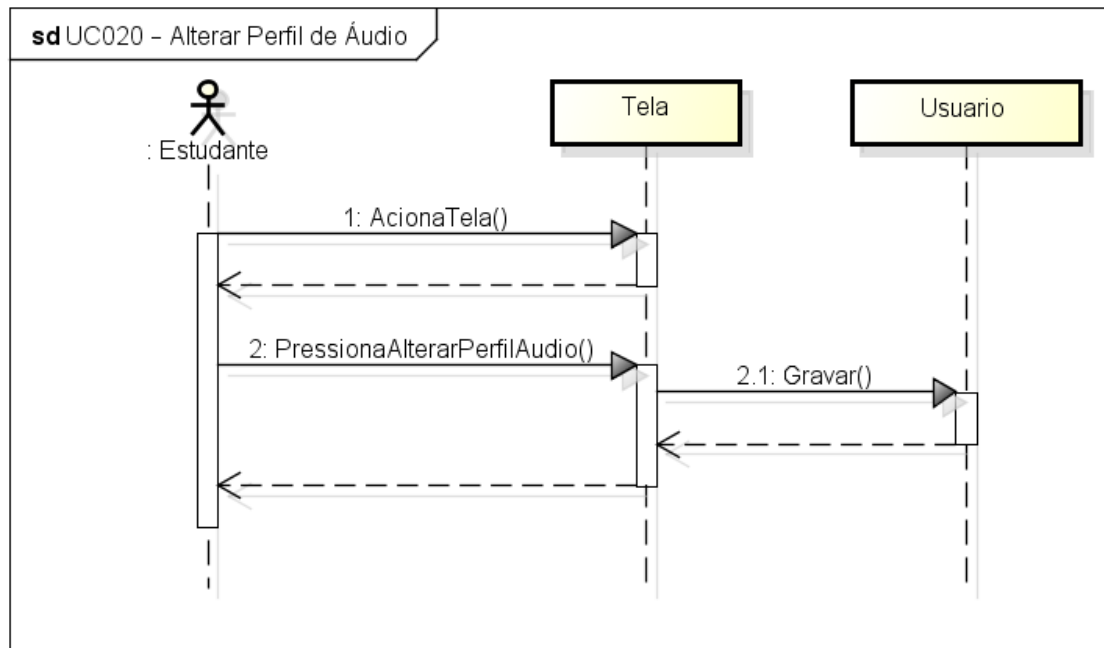 sd UC020 – Alterar Perfil de Áudio
: Estudante
Tela
Usuario
1: AcionaTela()
2: PressionaAlterarPerfilAudio()
2.1: Gravar()